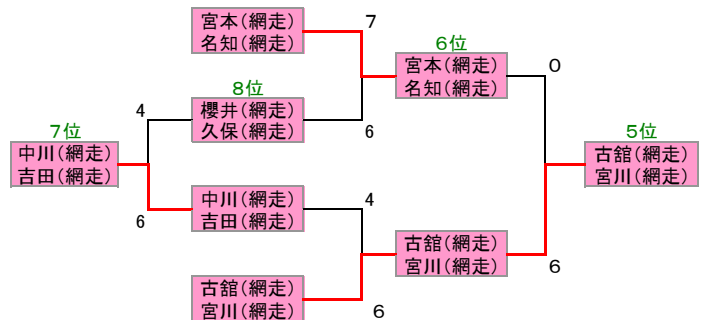 宮本(網走)
名知(網走)
7
6位
宮本(網走)
名知(網走)
0
8位
櫻井(網走)
久保(網走)
4
6
7位
中川(網走)
吉田(網走)
5位
古舘(網走)
宮川(網走)
中川(網走)
吉田(網走)
6
4
古舘(網走)
宮川(網走)
6
古舘(網走)
宮川(網走)
6